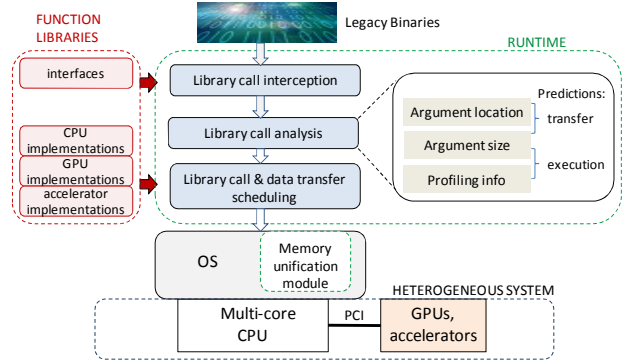 FUNCTION
LIBRARIES
Legacy Binaries
RUNTIME
interfaces
Library call interception
Predictions:
Argument location
transfer
CPU
implementations
Library call analysis
Argument size
GPU
implementations
execution
accelerator
implementations
Library call & data transfer
scheduling
Profiling info
OS
Memory
unification
module
HETEROGENEOUS SYSTEM
Multi-core
CPU
PCI
GPUs,
accelerators